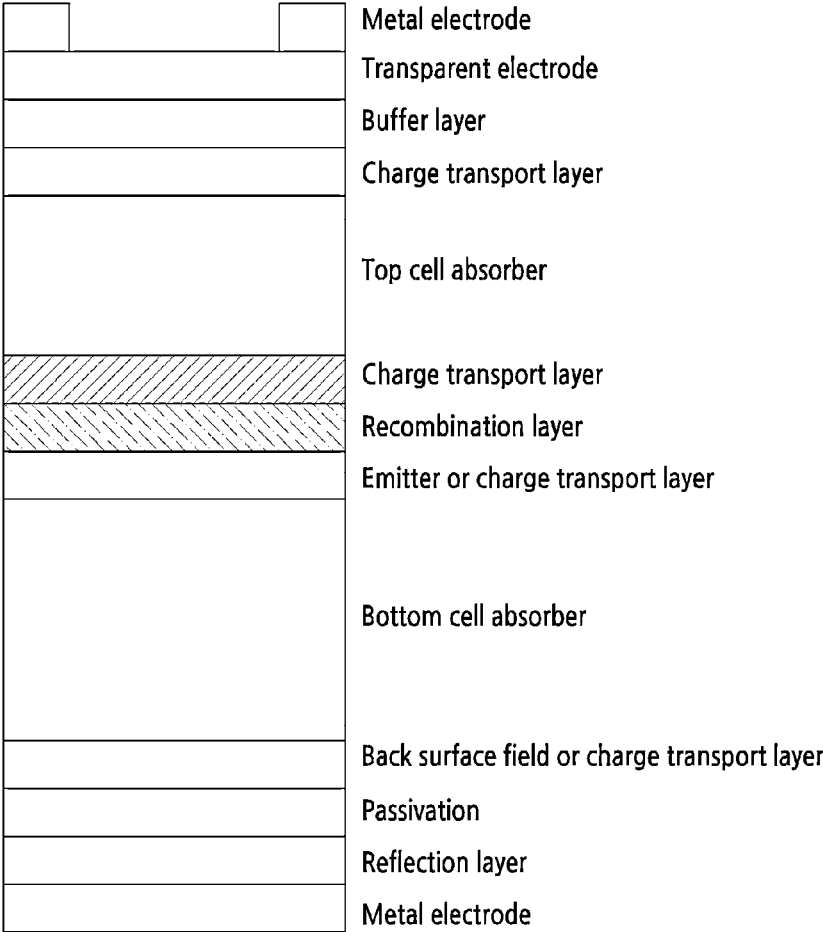 Metal electrode
Transparent electrode
Buffer layer
Charge transport layer
Top cell absorber
Charge transport layer
Recombination layer
Emitter or charge transport layer
Bottom cell absorber
Back surface field or charge transport layer
Passivation
Reflection layer
Metal electrode